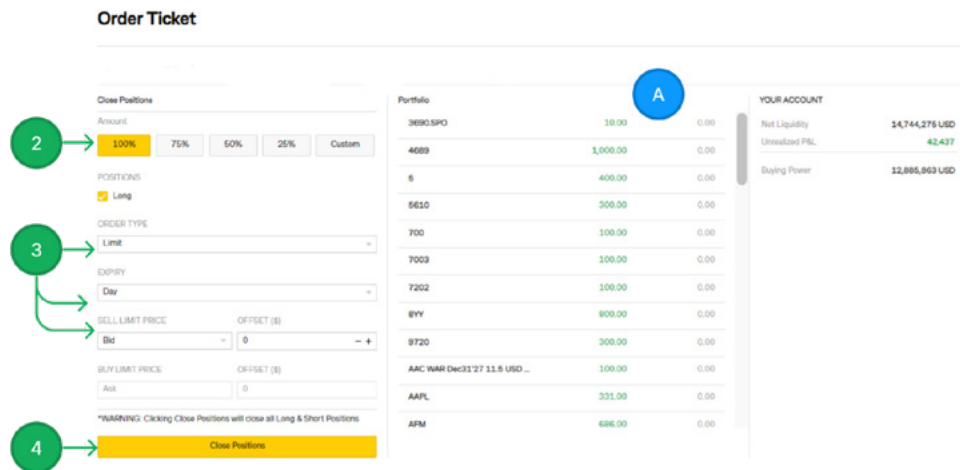 Order Ticket
A
Close Positions
Amount
2
100% 75% 50% 25% Custom
POSITIONS
Long
3
ORDER TYPE
Limit
EXPIRY
Day
SELL LIMIT PRICE OFFSET ($)
Bid 0 - +
BUY LIMIT PRICE OFFSET ($)
Ask 0
*WARNING: Clicking Close Positions will close all Long & Short Positions
4
Close Positions
Portfolio
3690.SPO 10.00 0.00
4689 1,000.00 0.00
5 400.00 0.00
5610 300.00 0.00
700 100.00 0.00
7003 100.00 0.00
7202 100.00 0.00
8YY 800.00 0.00
9720 300.00 0.00
AAC WAR Dec31'27 11.5 USD ... 100.00 0.00
AAPL 331.00 0.00
AFM 686.00 0.00
YOUR ACCOUNT
Net Liquidity 14,744,275 USD
Unrealized P&L 42,437
Buying Power 12,885,863 USD